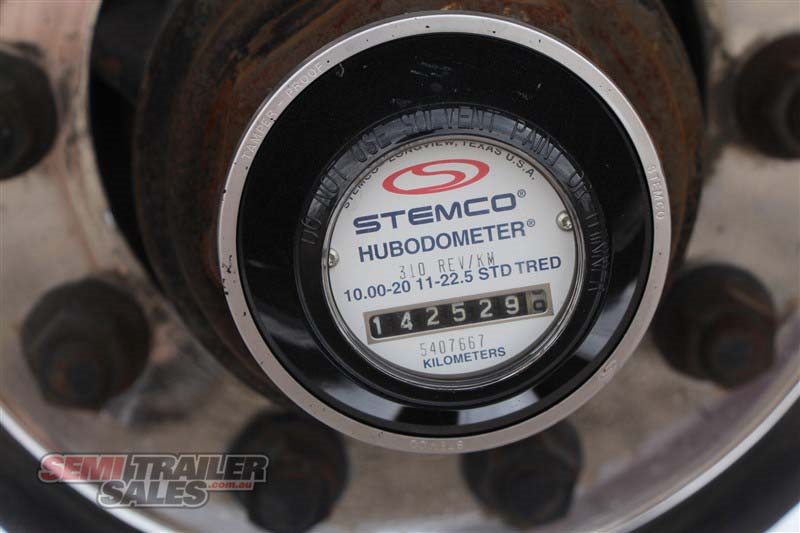 TAMPER - PROOF
STEMCO
DO NOT USE SOLVENT PAINT OR THINNER
STEMCO LONGVIEW, TEXAS U.S.A.
STEMCO®
HUBODOMETER®
310 REV/KM
10.00-20 11-22.5 STD TRED
142529
5407667
KILOMETERS
SEMI TRAILER
SALES.com.au